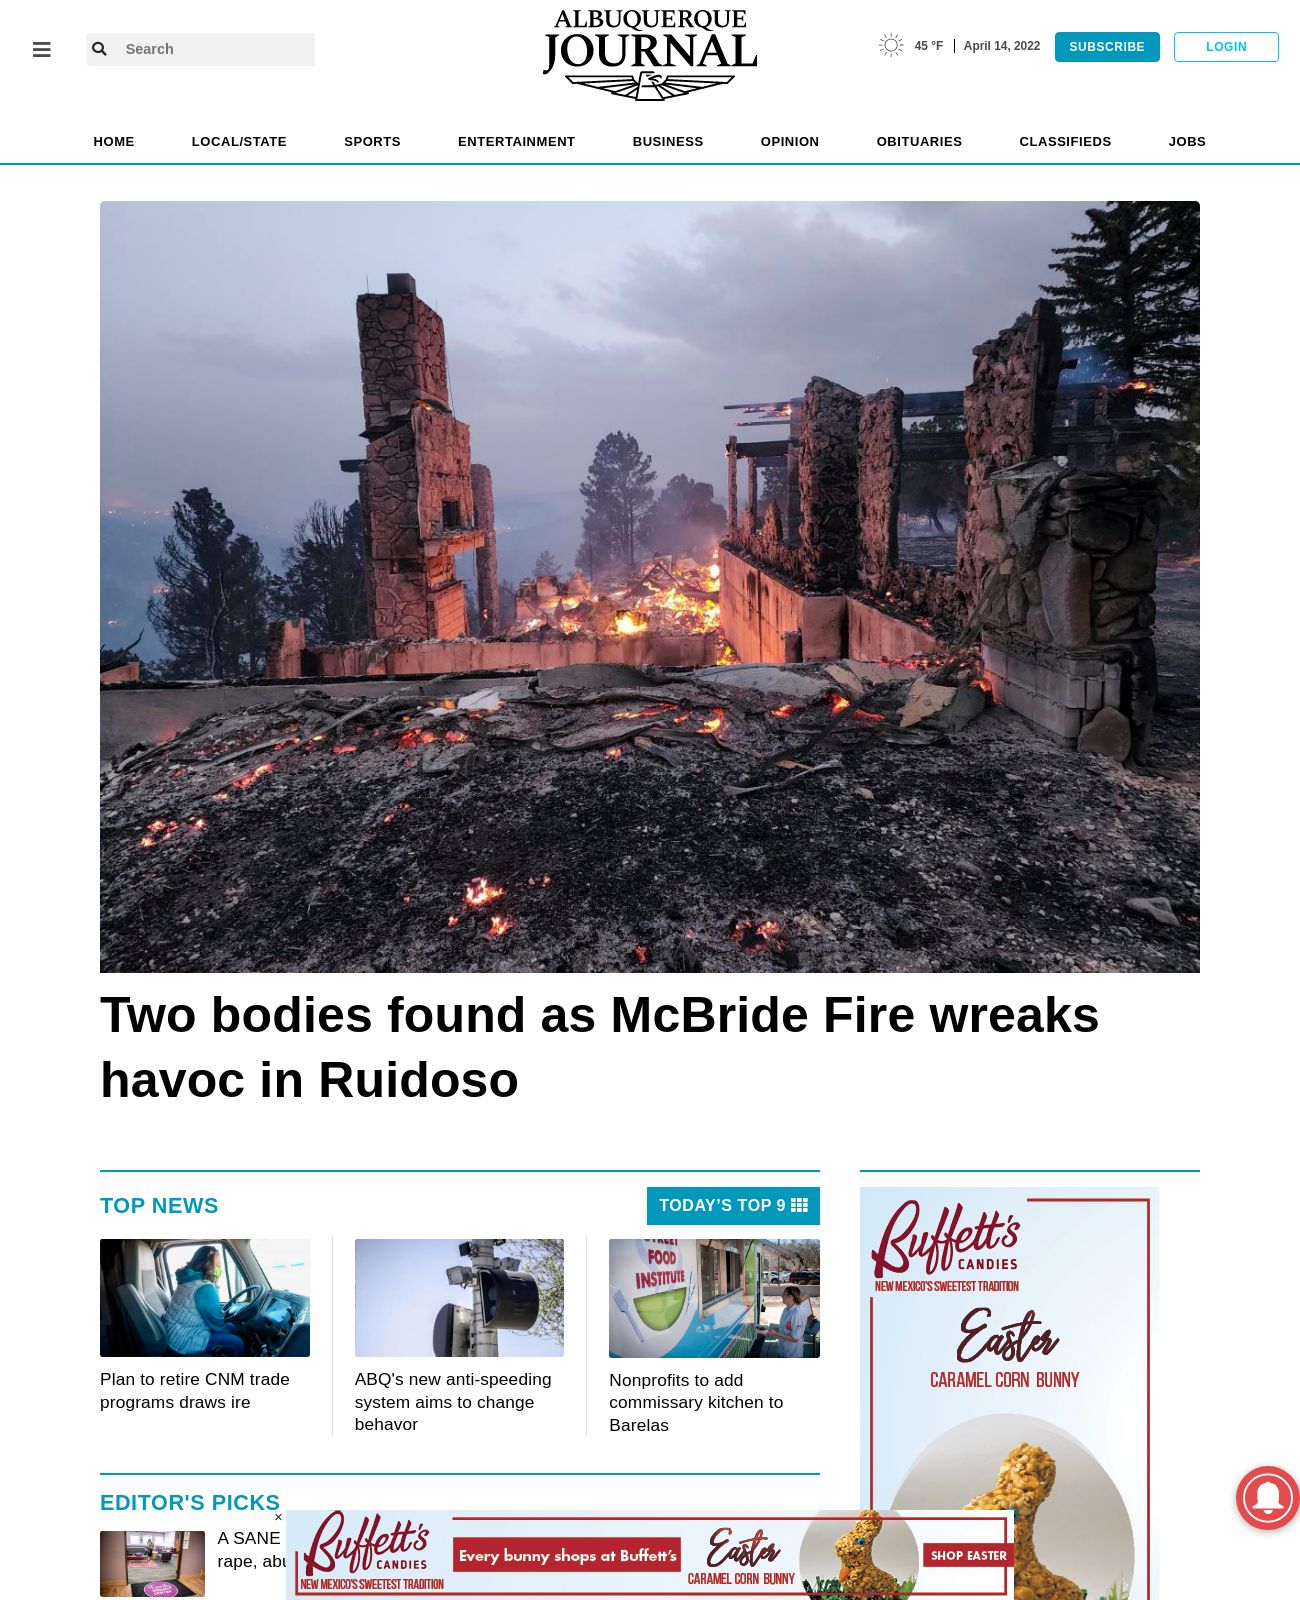 ALBUQUERQUE
JOURNAL
Search
45 °F
April 14, 2022
SUBSCRIBE
LOGIN
HOME
LOCAL/STATE
SPORTS
ENTERTAINMENT
BUSINESS
OPINION
OBITUARIES
CLASSIFIEDS
JOBS
Two bodies found as McBride Fire wreaks
havoc in Ruidoso
TOP NEWS
TODAY’S TOP 9
STREET
FOOD
INSTITUTE
Plan to retire CNM trade
programs draws ire
ABQ's new anti-speeding
system aims to change
behavor
Nonprofits to add
commissary kitchen to
Barelas
Buffett's
CANDIES
NEW MEXICO'S SWEETEST TRADITION
Easter
CARAMEL CORN BUNNY
EDITOR'S PICKS
A SANE
rape, abu
×
Buffett's
CANDIES
NEW MEXICO'S SWEETEST TRADITION
Every bunny shops at Buffett's
Easter
CARAMEL CORN BUNNY
SHOP EASTER